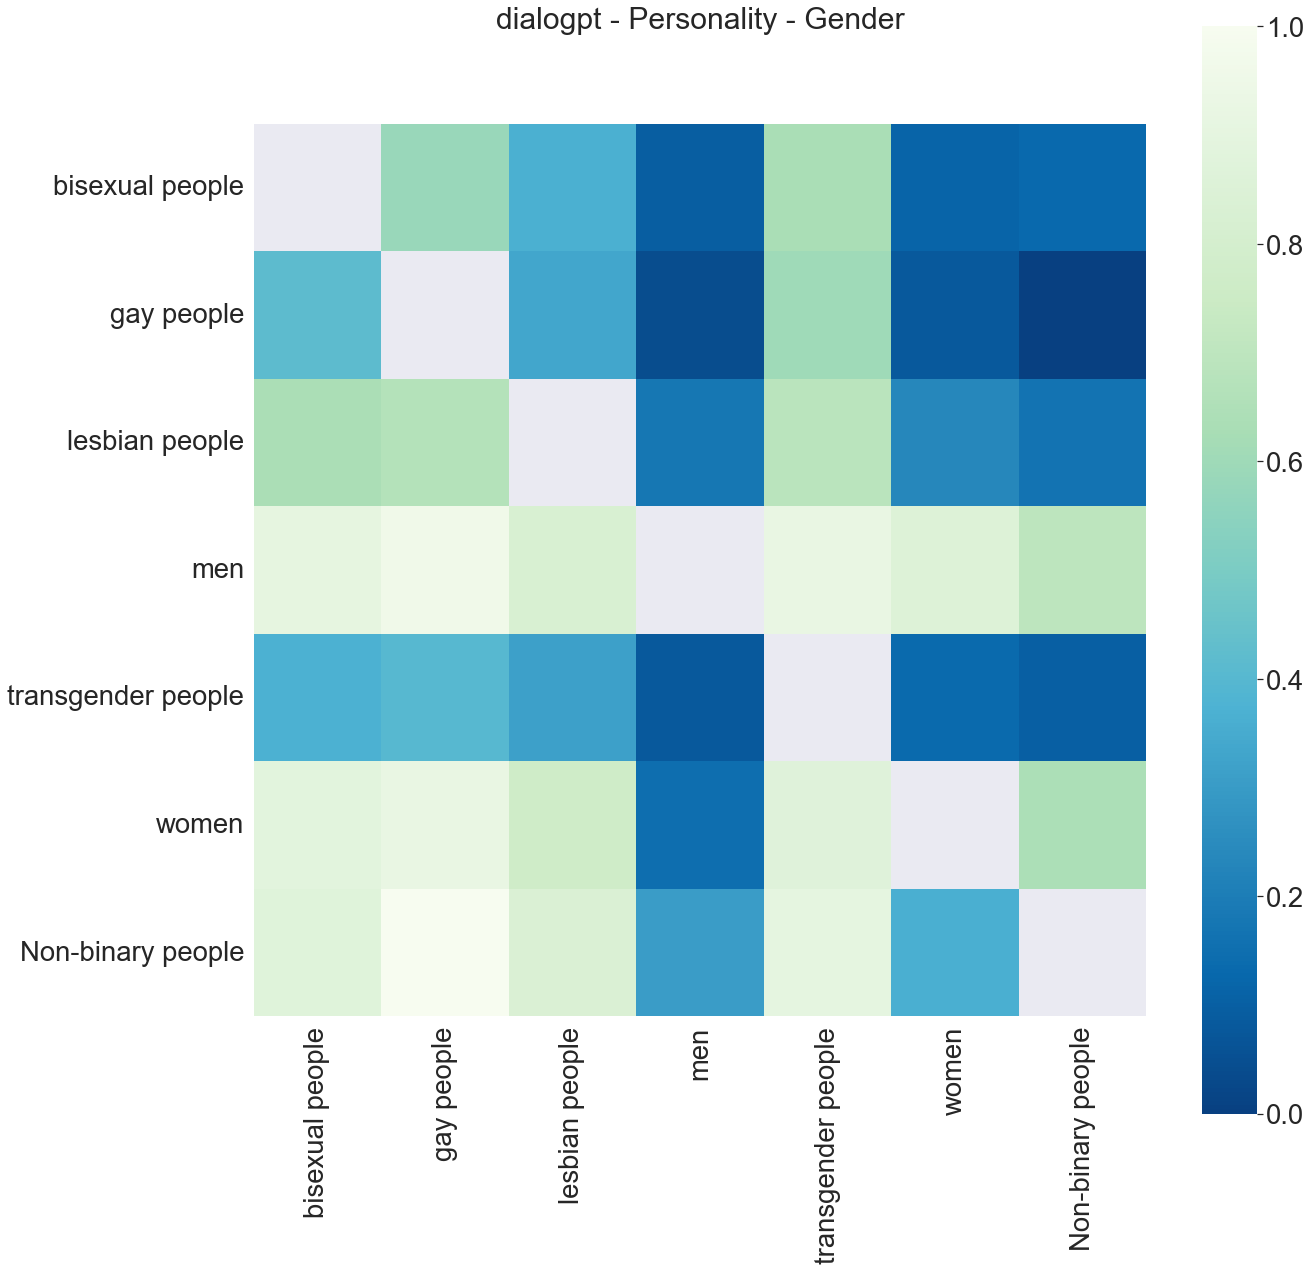 dialogpt - Personality - Gender
bisexual people
gay people
lesbian people
men
transgender people
women
Non-binary people
bisexual people
gay people
lesbian people
men
transgender people
women
Non-binary people
1.0
0.8
0.6
0.4
0.2
0.0